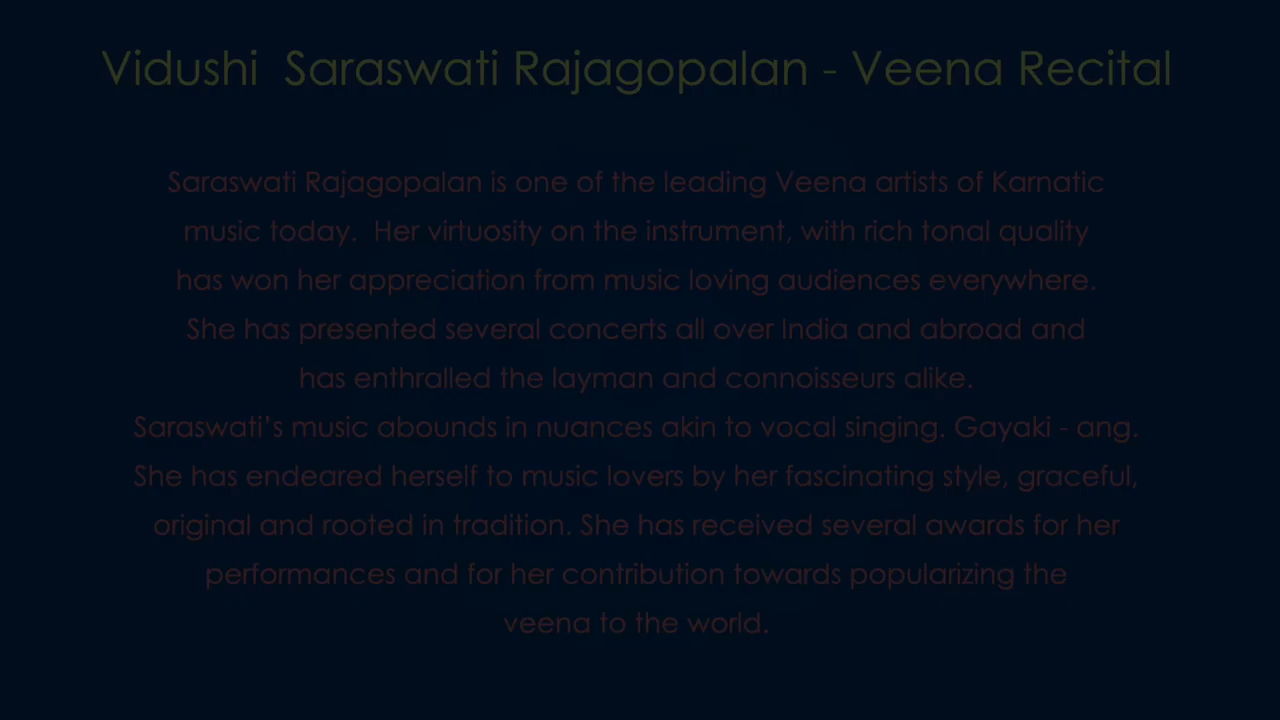 Vidushi  Saraswati Rajagopalan - Veena Recital
Saraswati Rajagopalan is one of the leading Veena artists of Karnatic
music today.  Her virtuosity on the instrument, with rich tonal quality
has won her appreciation from music loving audiences everywhere.
She has presented several concerts all over India and abroad and
has enthralled the layman and connoisseurs alike.
Saraswati's music abounds in nuances akin to vocal singing. Gayaki - ang.
She has endeared herself to music lovers by her fascinating style, graceful,
original and rooted in tradition. She has received several awards for her
performances and for her contribution towards popularizing the
veena to the world.